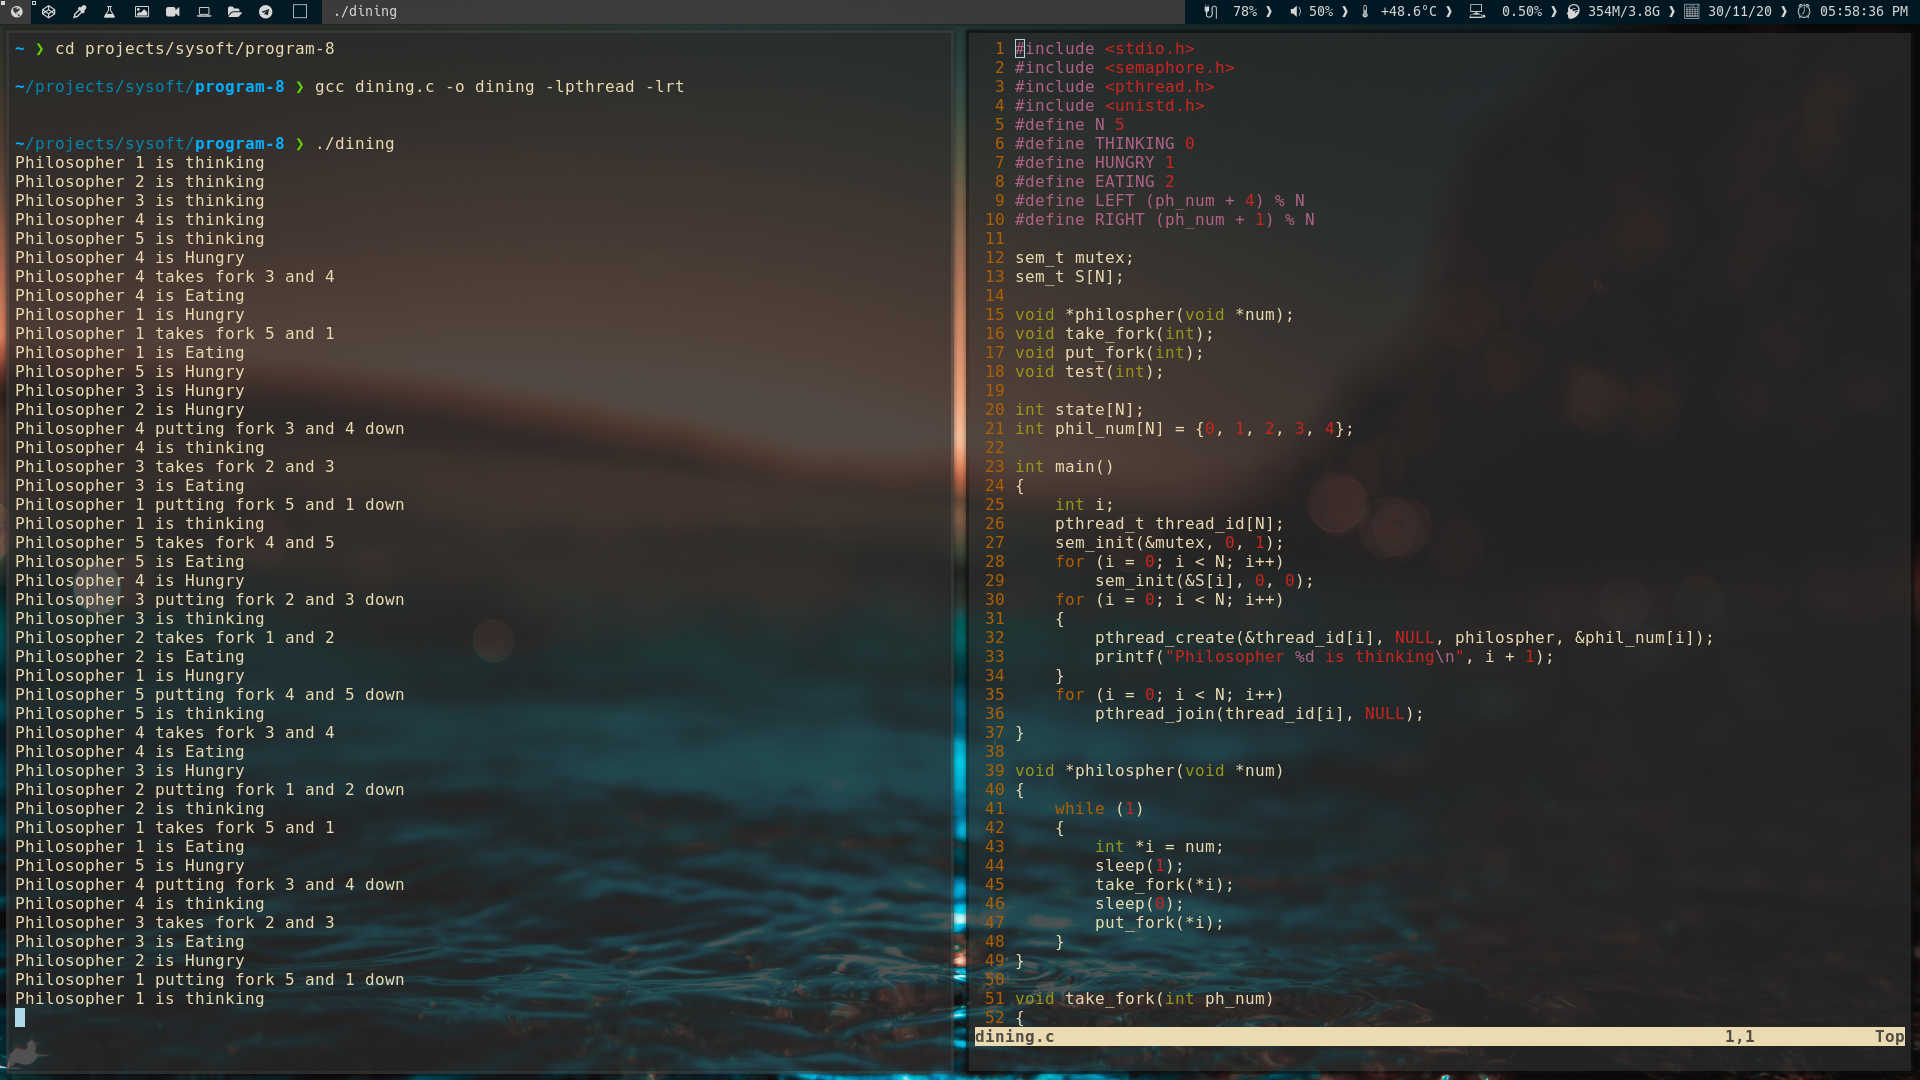 ./dining
78% ❯ 50% ❯ +48.6°C ❯ 0.50% ❯ 354M/3.8G ❯ 30/11/20 ❯ 05:58:36 PM
~ ❯ cd projects/sysoft/program-8
~/projects/sysoft/program-8 ❯ gcc dining.c -o dining -lpthread -lrt
~/projects/sysoft/program-8 ❯ ./dining
Philosopher 1 is thinking
Philosopher 2 is thinking
Philosopher 3 is thinking
Philosopher 4 is thinking
Philosopher 5 is thinking
Philosopher 4 is Hungry
Philosopher 4 takes fork 3 and 4
Philosopher 4 is Eating
Philosopher 1 is Hungry
Philosopher 1 takes fork 5 and 1
Philosopher 1 is Eating
Philosopher 5 is Hungry
Philosopher 3 is Hungry
Philosopher 2 is Hungry
Philosopher 4 putting fork 3 and 4 down
Philosopher 4 is thinking
Philosopher 3 takes fork 2 and 3
Philosopher 3 is Eating
Philosopher 1 putting fork 5 and 1 down
Philosopher 1 is thinking
Philosopher 5 takes fork 4 and 5
Philosopher 5 is Eating
Philosopher 4 is Hungry
Philosopher 3 putting fork 2 and 3 down
Philosopher 3 is thinking
Philosopher 2 takes fork 1 and 2
Philosopher 2 is Eating
Philosopher 1 is Hungry
Philosopher 5 putting fork 4 and 5 down
Philosopher 5 is thinking
Philosopher 4 takes fork 3 and 4
Philosopher 4 is Eating
Philosopher 3 is Hungry
Philosopher 2 putting fork 1 and 2 down
Philosopher 2 is thinking
Philosopher 1 takes fork 5 and 1
Philosopher 1 is Eating
Philosopher 5 is Hungry
Philosopher 4 putting fork 3 and 4 down
Philosopher 4 is thinking
Philosopher 3 takes fork 2 and 3
Philosopher 3 is Eating
Philosopher 2 is Hungry
Philosopher 1 putting fork 5 and 1 down
Philosopher 1 is thinking
1 #include <stdio.h>
2 #include <semaphore.h>
3 #include <pthread.h>
4 #include <unistd.h>
5 #define N 5
6 #define THINKING 0
7 #define HUNGRY 1
8 #define EATING 2
9 #define LEFT (ph_num + 4) % N
10 #define RIGHT (ph_num + 1) % N
11
12 sem_t mutex;
13 sem_t S[N];
14
15 void *philospher(void *num);
16 void take_fork(int);
17 void put_fork(int);
18 void test(int);
19
20 int state[N];
21 int phil_num[N] = {0, 1, 2, 3, 4};
22
23 int main()
24 {
25     int i;
26     pthread_t thread_id[N];
27     sem_init(&mutex, 0, 1);
28     for (i = 0; i < N; i++)
29         sem_init(&S[i], 0, 0);
30     for (i = 0; i < N; i++)
31     {
32         pthread_create(&thread_id[i], NULL, philospher, &phil_num[i]);
33         printf("Philosopher %d is thinking\n", i + 1);
34     }
35     for (i = 0; i < N; i++)
36         pthread_join(thread_id[i], NULL);
37 }
38
39 void *philospher(void *num)
40 {
41     while (1)
42     {
43         int *i = num;
44         sleep(1);
45         take_fork(*i);
46         sleep(0);
47         put_fork(*i);
48     }
49 }
50
51 void take_fork(int ph_num)
52 {
dining.c 1,1 Top